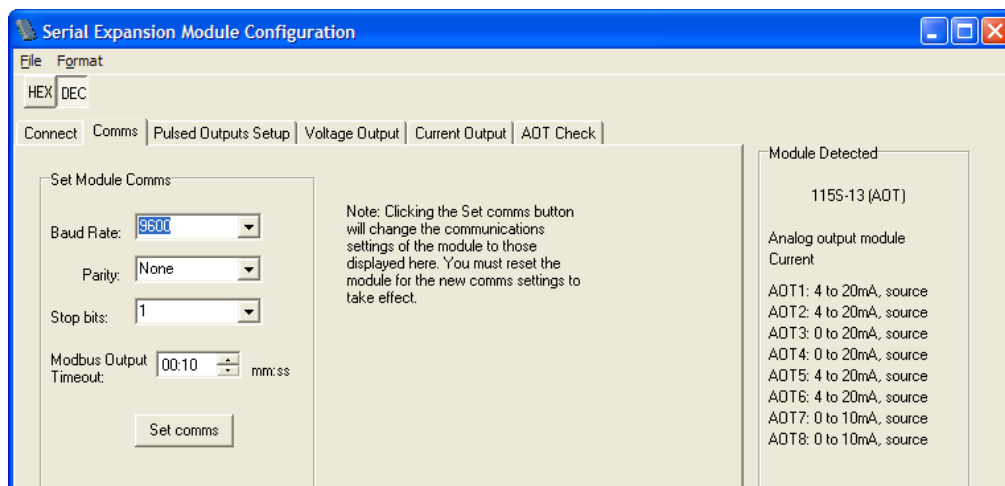 Serial Expansion Module Configuration
File Format
HEX DEC
Connect Comms Pulsed Outputs Setup Voltage Output Current Output AOT Check
Set Module Comms
Baud Rate: 9600
Parity: None
Stop bits: 1
Modbus Output
Timeout: 00:10 mm:ss
Set comms
Note: Clicking the Set comms button
will change the communications
settings of the module to those
displayed here. You must reset the
module for the new comms settings to
take effect.
Module Detected
115S-13 (AOT)
Analog output module
Current
AOT1: 4 to 20mA, source
AOT2: 4 to 20mA, source
AOT3: 0 to 20mA, source
AOT4: 0 to 20mA, source
AOT5: 4 to 20mA, source
AOT6: 4 to 20mA, source
AOT7: 0 to 10mA, source
AOT8: 0 to 10mA, source